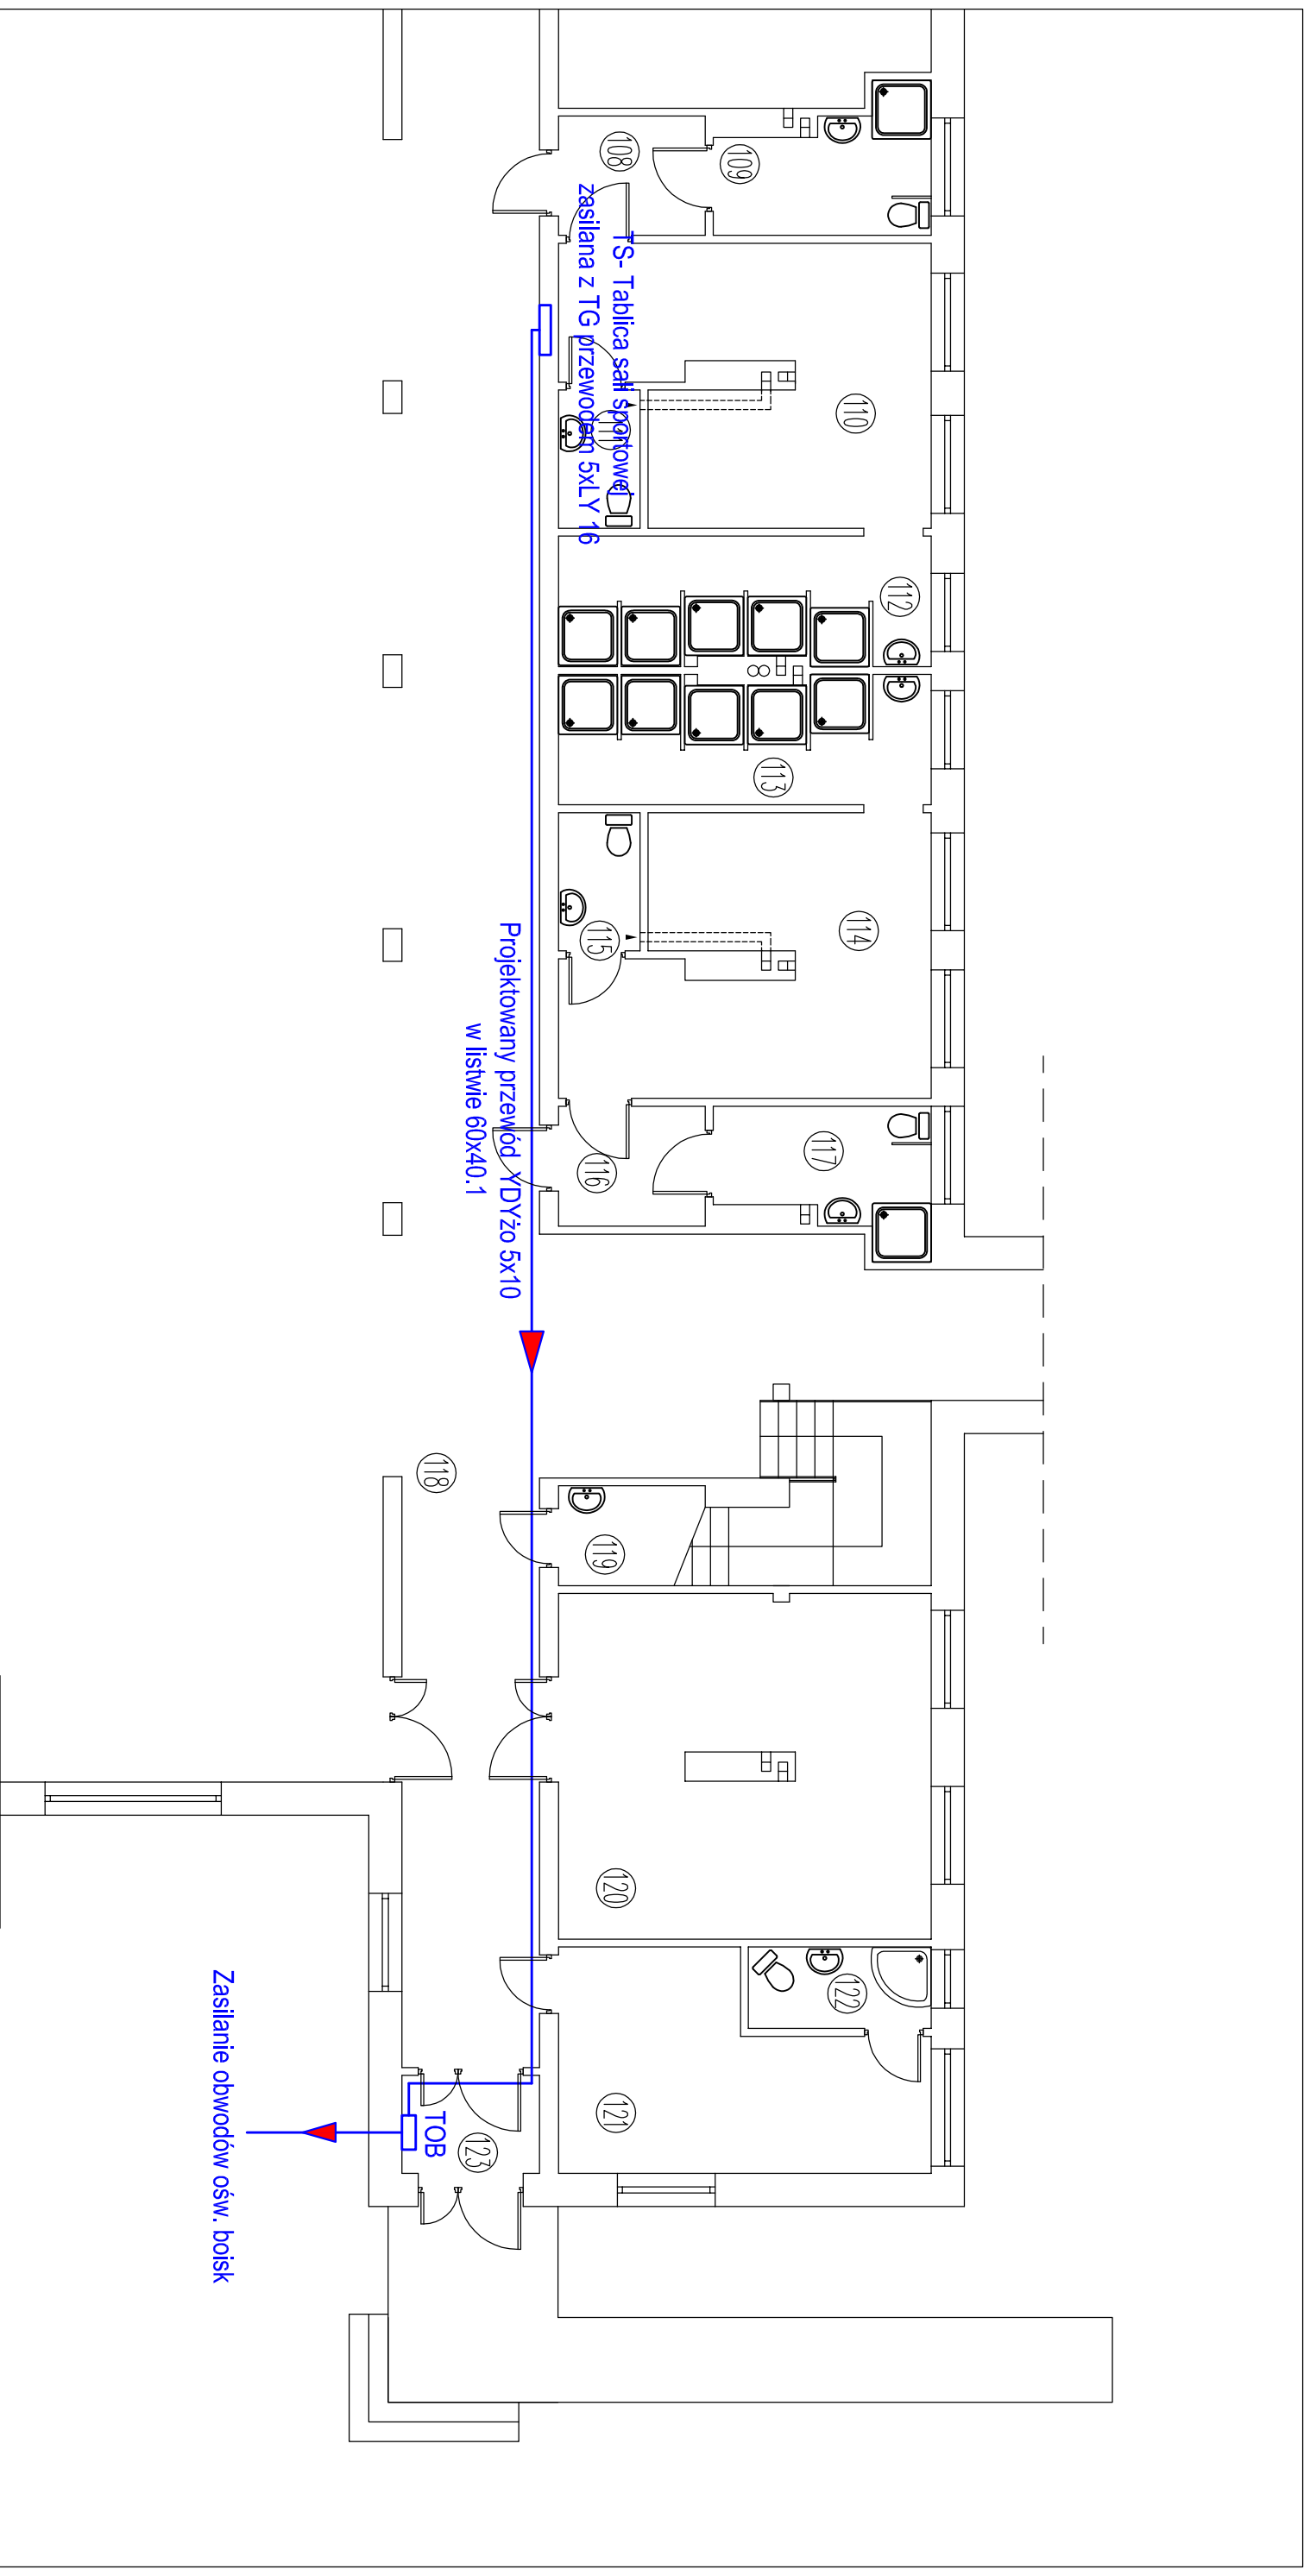 108
109
TS- Tablica sali sportowej
zasilana z TG przewodem 5xLY 16
110
111
112
113
114
115
Projektowany przewód YDYżo 5x10
w listwie 60x40.1
116
117
118
119
120
121
122
123
TOB
Zasilanie obwodów ośw. boisk